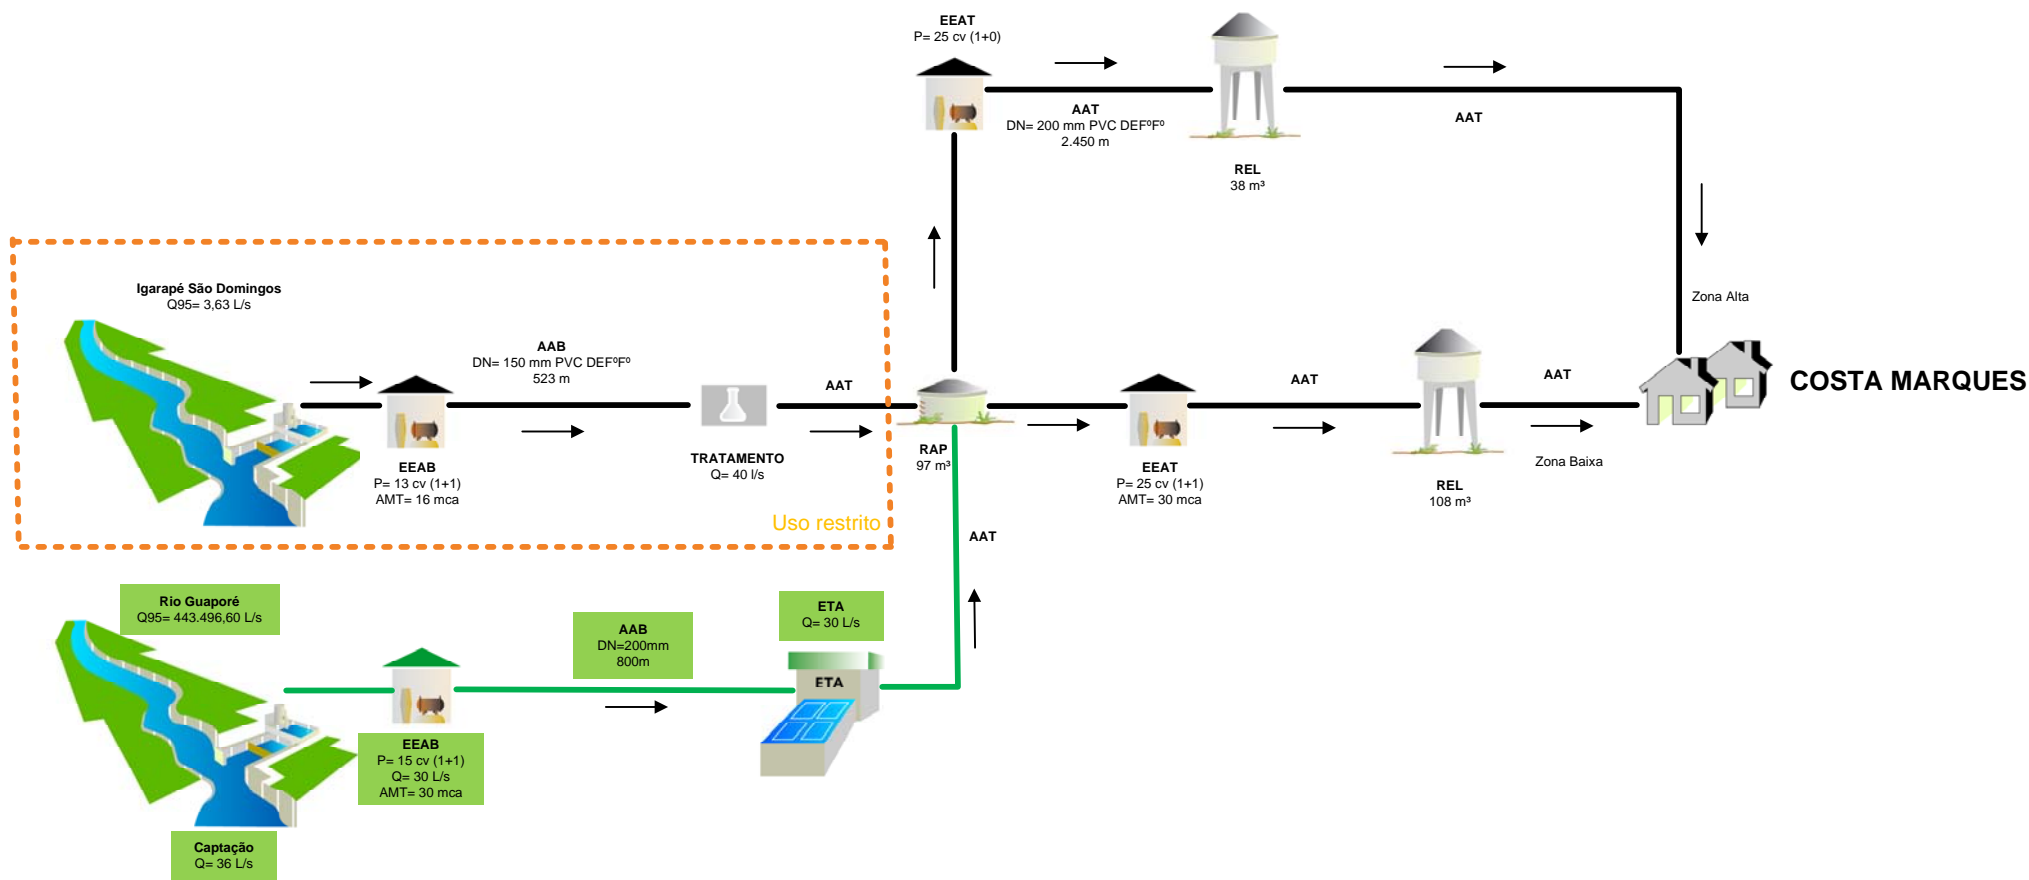 EEAT
P= 25 cv (1+0)
AAT
DN= 200 mm PVC DEFºFº
2.450 m
REL
38 m³
AAT
Zona Alta
Igarapé São Domingos
Q95= 3,63 L/s
AAB
DN= 150 mm PVC DEFºFº
523 m
EEAB
P= 13 cv (1+1)
AMT= 16 mca
TRATAMENTO
Q= 40 l/s
AAT
Uso restrito
RAP
97 m³
EEAT
P= 25 cv (1+1)
AMT= 30 mca
AAT
REL
108 m³
AAT
Zona Baixa
COSTA MARQUES
AAT
Rio Guaporé
Q95= 443.496,60 L/s
AAB
DN=200mm
800m
ETA
Q= 30 L/s
ETA
EEAB
P= 15 cv (1+1)
Q= 30 L/s
AMT= 30 mca
Captação
Q= 36 L/s